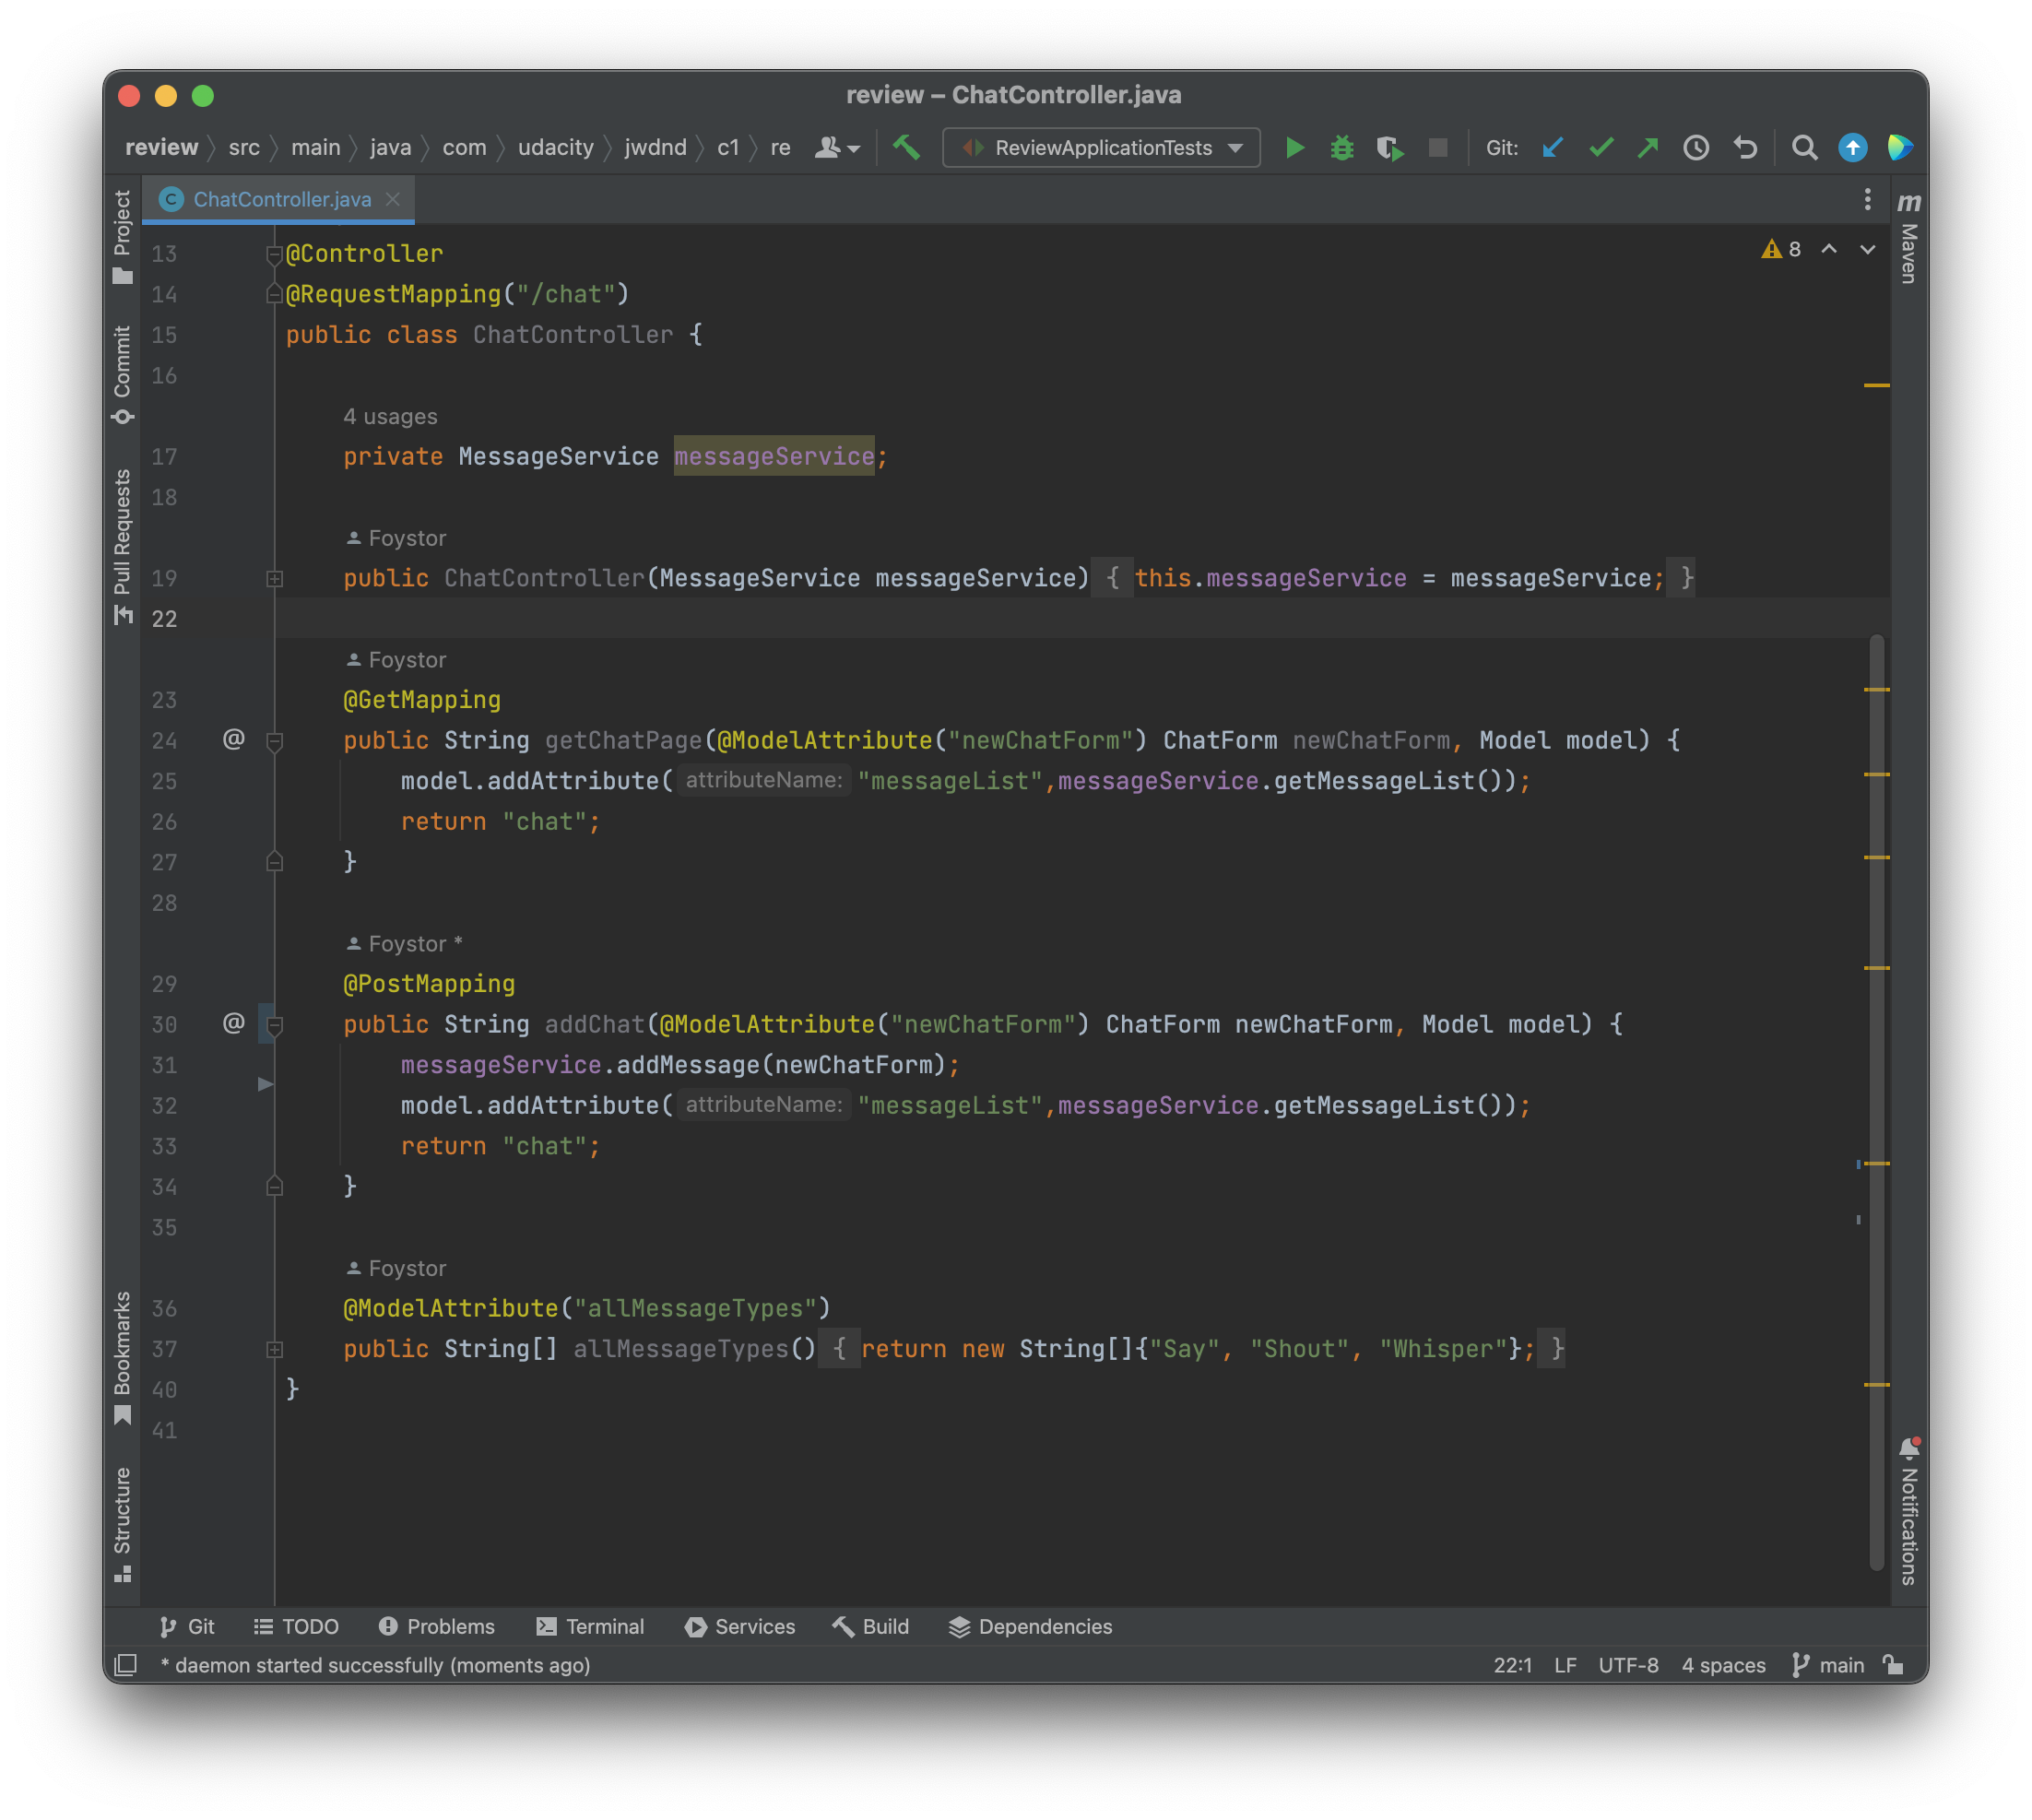 review – ChatController.java
review src main java com udacity jwdnd c1 re ReviewApplicationTests Git:
Project
Commit
Pull Requests
Bookmarks
Structure
ChatController.java
m
Maven
Notifications
8
13 @Controller
14 @RequestMapping("/chat")
15 public class ChatController {
16
4 usages
17 private MessageService messageService;
18
Foystor
19 public ChatController(MessageService messageService) { this.messageService = messageService; }
22
Foystor
23 @GetMapping
24 @ public String getChatPage(@ModelAttribute("newChatForm") ChatForm newChatForm, Model model) {
25 model.addAttribute( attributeName: "messageList",messageService.getMessageList());
26 return "chat";
27 }
28
Foystor *
29 @PostMapping
30 @ public String addChat(@ModelAttribute("newChatForm") ChatForm newChatForm, Model model) {
31 messageService.addMessage(newChatForm);
32 model.addAttribute( attributeName: "messageList",messageService.getMessageList());
33 return "chat";
34 }
35
Foystor
36 @ModelAttribute("allMessageTypes")
37 public String[] allMessageTypes() { return new String[]{"Say", "Shout", "Whisper"}; }
40 }
41
Git TODO Problems Terminal Services Build Dependencies
* daemon started successfully (moments ago) 22:1 LF UTF-8 4 spaces main